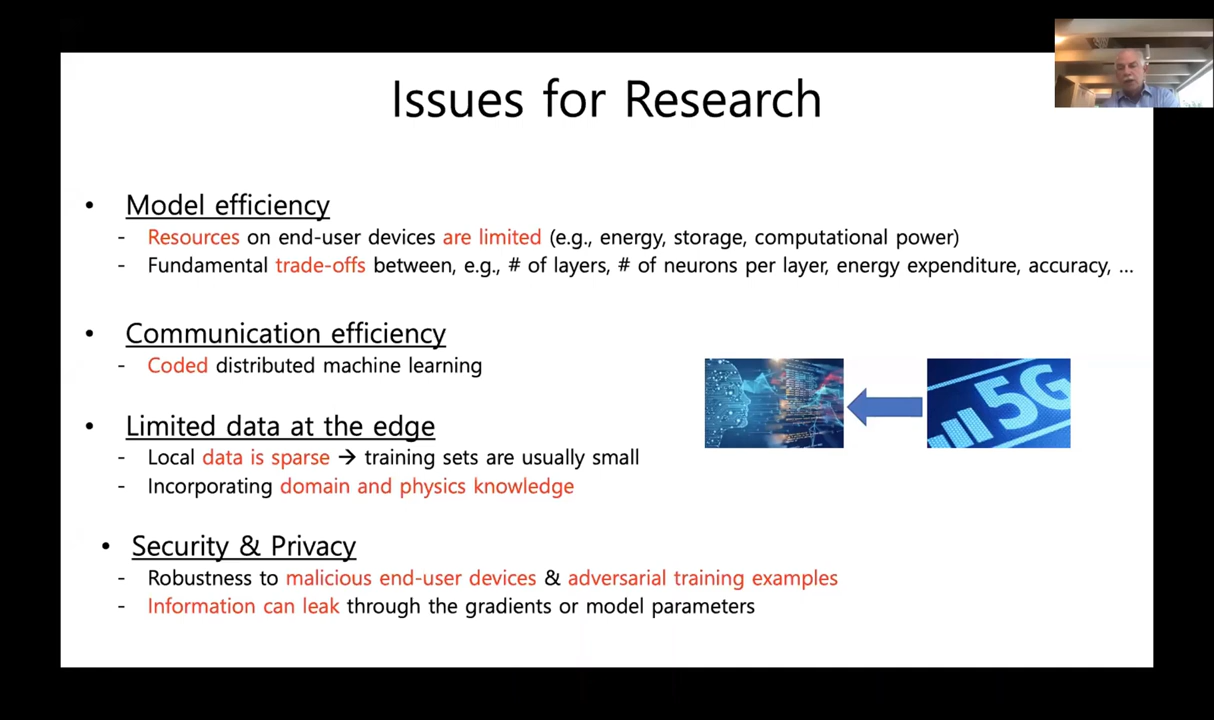 Issues for Research
• Model efficiency
- Resources on end-user devices are limited (e.g., energy, storage, computational power)
- Fundamental trade-offs between, e.g., # of layers, # of neurons per layer, energy expenditure, accuracy, ...
• Communication efficiency
- Coded distributed machine learning
5G
• Limited data at the edge
- Local data is sparse → training sets are usually small
- Incorporating domain and physics knowledge
• Security & Privacy
- Robustness to malicious end-user devices & adversarial training examples
- Information can leak through the gradients or model parameters